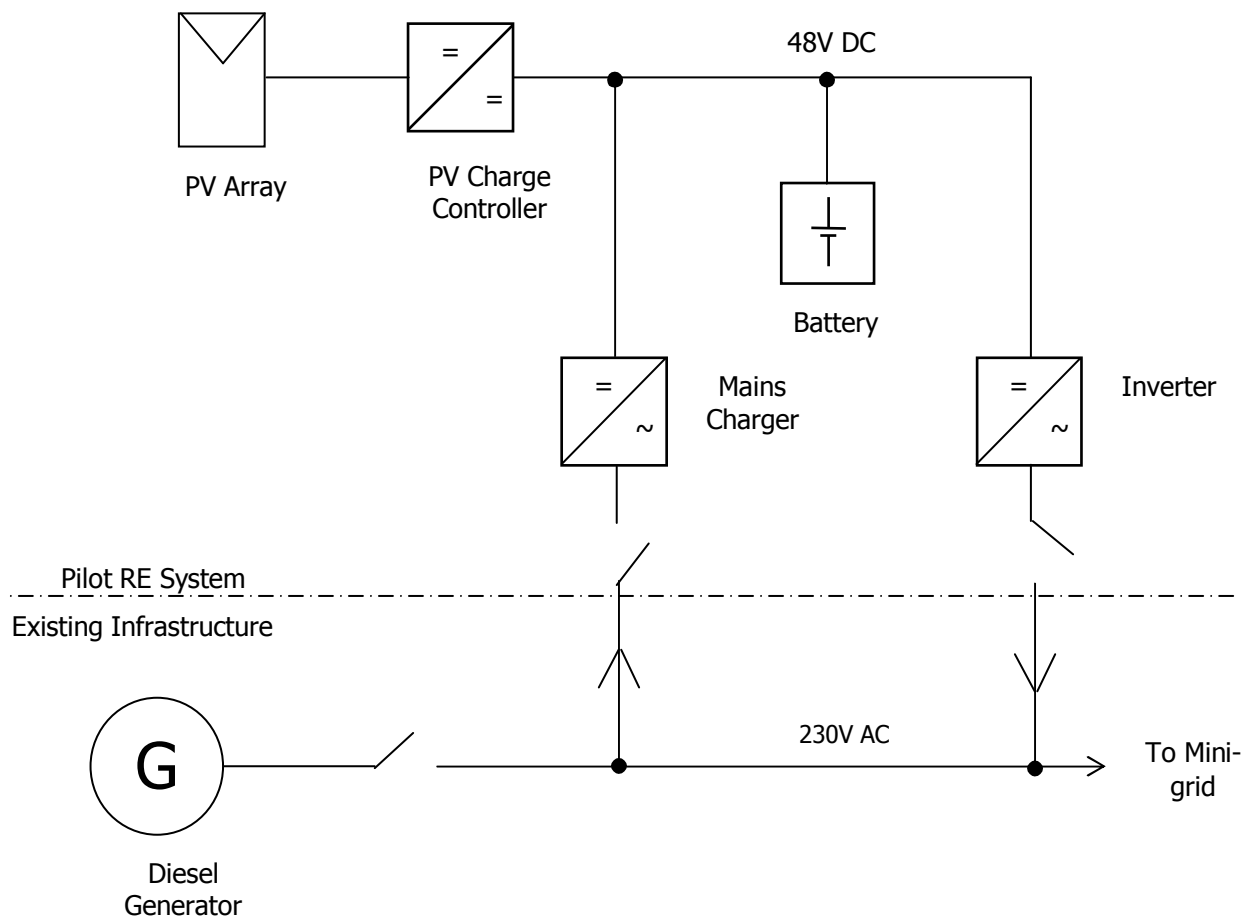 48V DC
=
=
PV Array
PV Charge
Controller
Battery
=
~
Mains
Charger
=
~
Inverter
Pilot RE System
Existing Infrastructure
G
230V AC
To Mini-
grid
Diesel
Generator